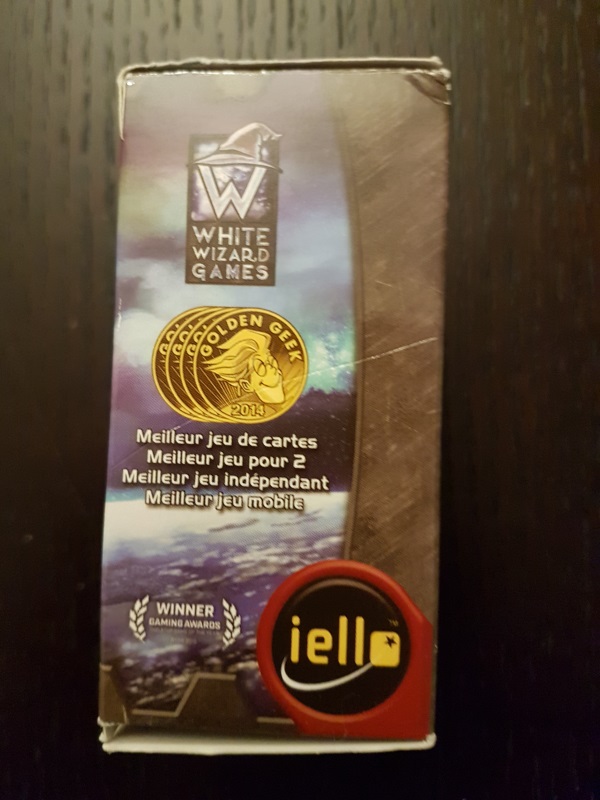 W
WHITE
WIZARD
GAMES
GOLDEN GEEK
2014
Meilleur jeu de cartes
Meilleur jeu pour 2
Meilleur jeu indépendant
Meilleur jeu mobile
WINNER
GAMING AWARDS
iello
TM